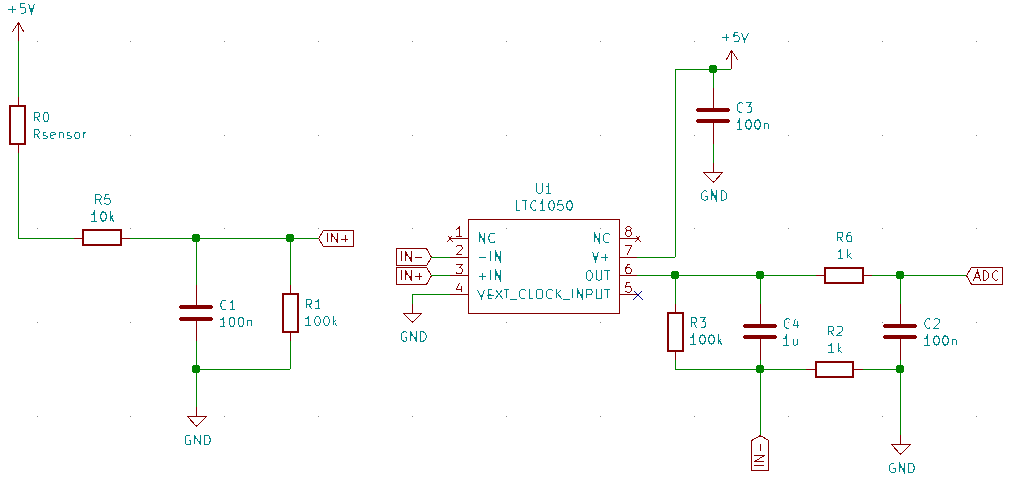 +5V
R0
Rsensor
R5
10k
IN+
C1
100n
R1
100k
GND
U1
LTC1050
1
NC
NC
8
IN-
2
-IN
V+
7
IN+
3
+IN
OUT
6
4
VEXT_CLOCK_INPUT
5
GND
+5V
C3
100n
GND
R6
1k
ADC
R3
100k
C4
1u
R2
1k
C2
100n
IN-
GND